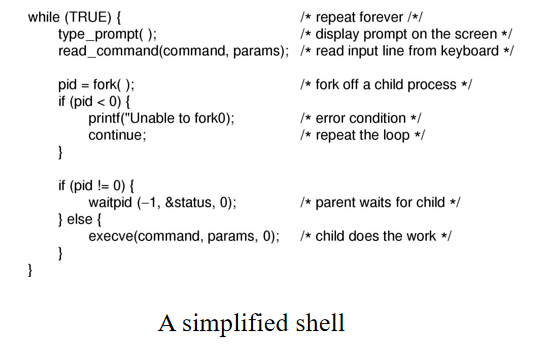 while (TRUE) { /* repeat forever /*/
type_prompt( ); /* display prompt on the screen */
read_command(command, params); /* read input line from keyboard */
pid = fork( ); /* fork off a child process */
if (pid < 0) {
printf("Unable to fork0); /* error condition */
continue; /* repeat the loop */
}
if (pid != 0) {
waitpid (−1, &status, 0); /* parent waits for child */
} else {
execve(command, params, 0); /* child does the work */
}
}
A simplified shell